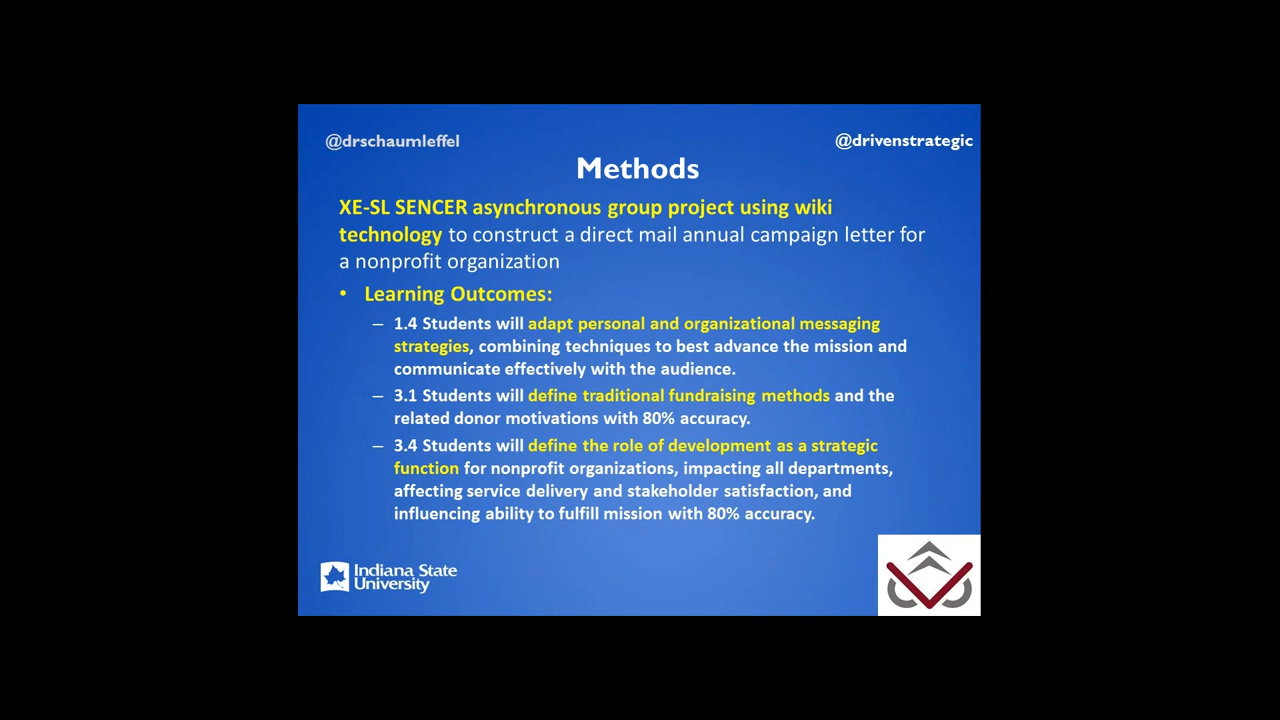 @drschaumleffel
@drivenstrategic
Methods
XE-SL SENCER asynchronous group project using wiki
technology to construct a direct mail annual campaign letter for
a nonprofit organization
• Learning Outcomes:
– 1.4 Students will adapt personal and organizational messaging
strategies, combining techniques to best advance the mission and
communicate effectively with the audience.
– 3.1 Students will define traditional fundraising methods and the
related donor motivations with 80% accuracy.
– 3.4 Students will define the role of development as a strategic
function for nonprofit organizations, impacting all departments,
affecting service delivery and stakeholder satisfaction, and
influencing ability to fulfill mission with 80% accuracy.
Indiana State
University